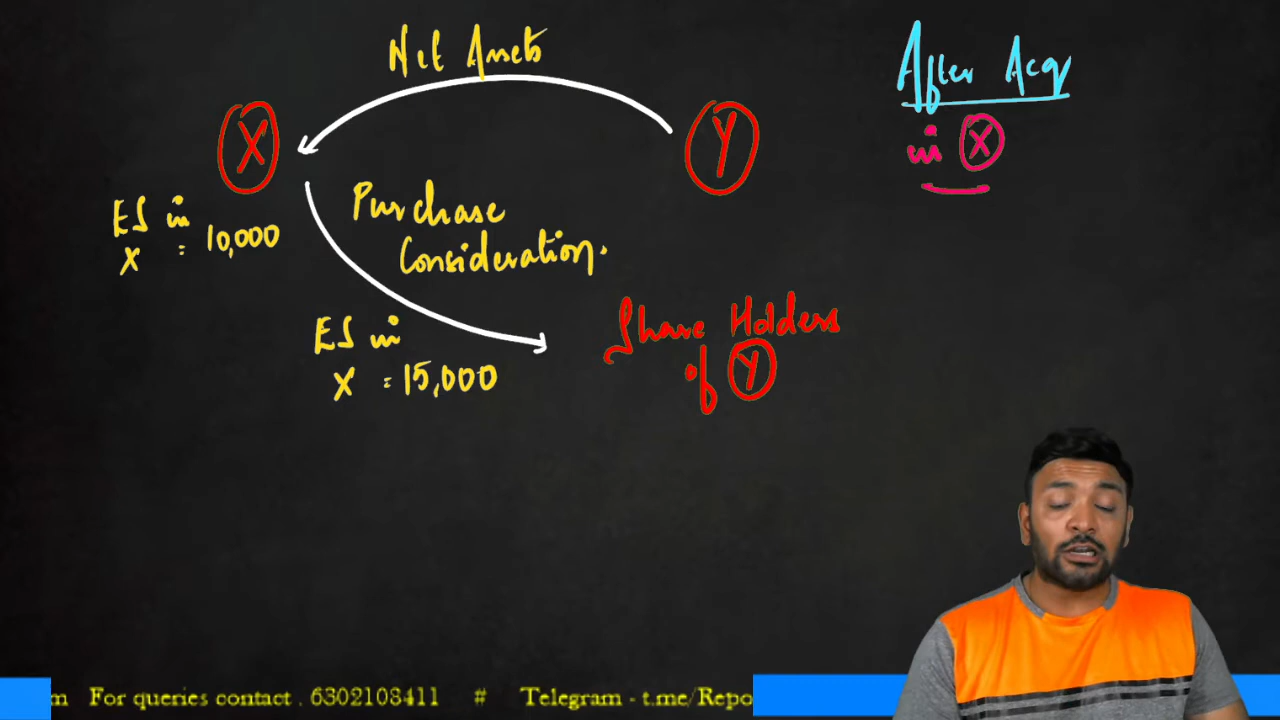 Net Assets
After Acq
in X
X
Y
ES in
X = 10,000
Purchase
Consideration.
Share Holders
of Y
ES in
X = 15,000
m For queries contact . 6302108411 # Telegram - t.me/Repo